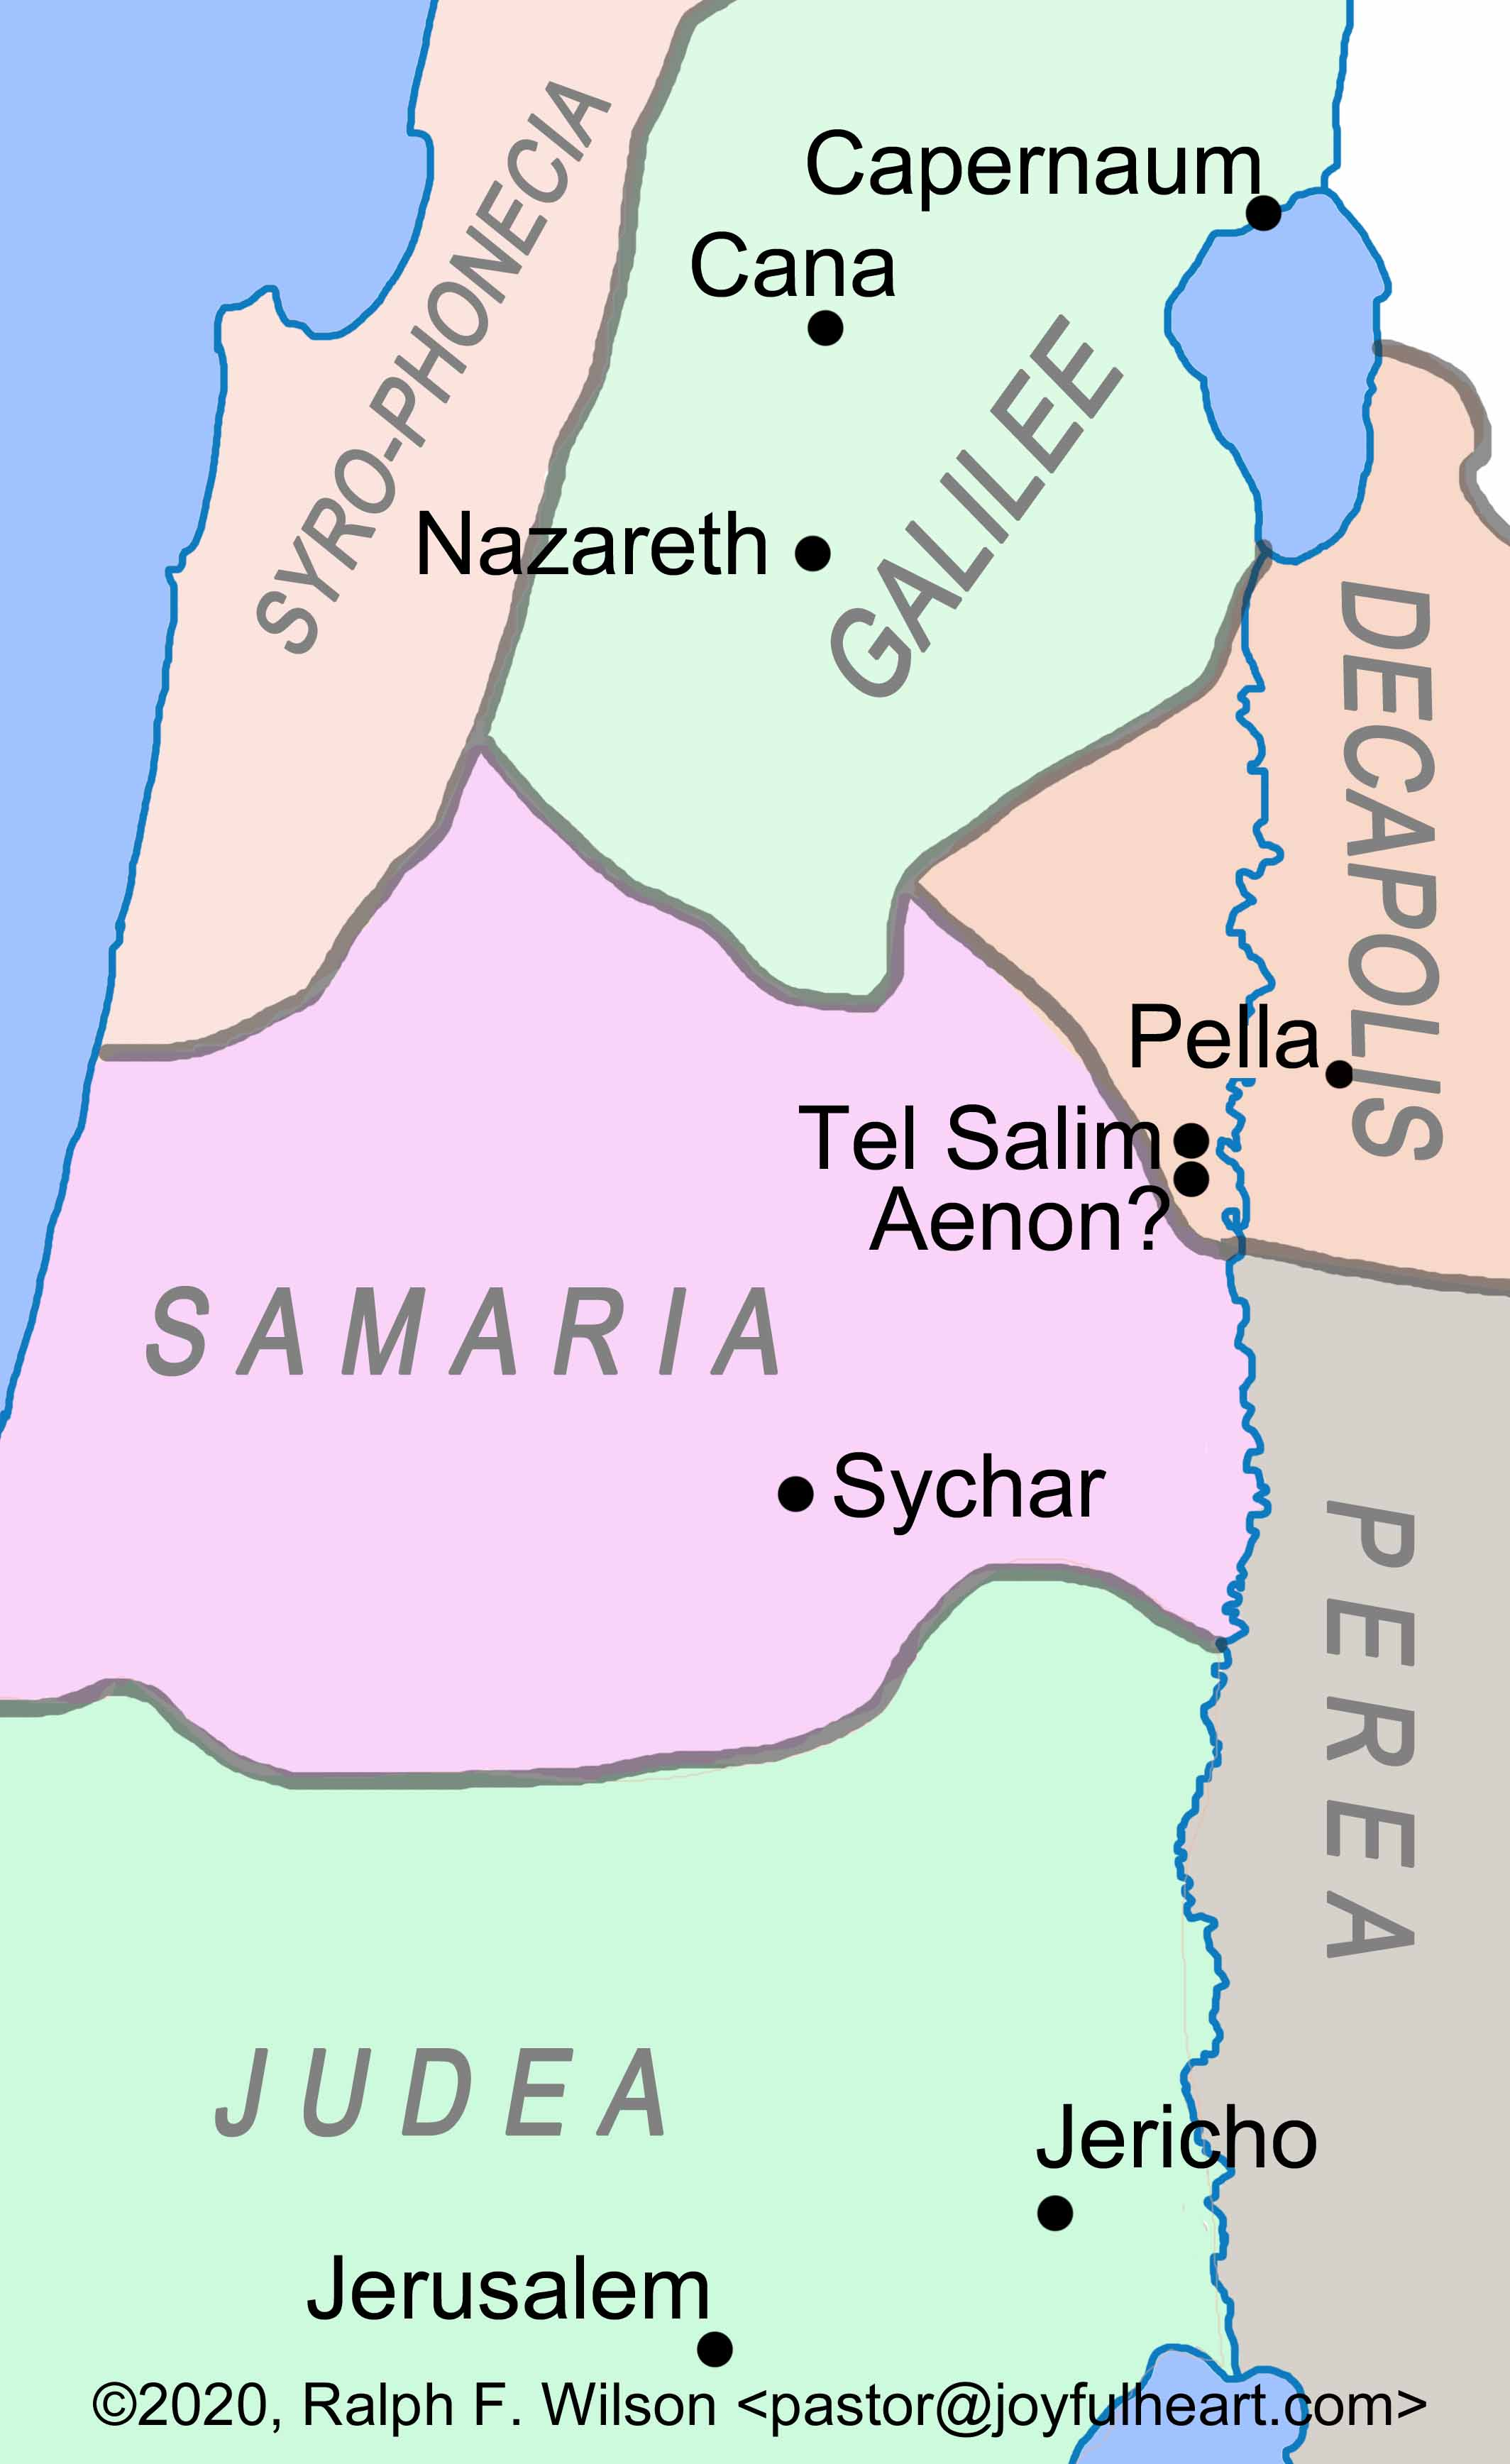 SYRO-PHONECIA
Capernaum
Cana
GALILEE
Nazareth
DECAPOLIS
Pella
Tel Salim
Aenon?
SAMARIA
Sychar
PEREA
JUDEA
Jericho
Jerusalem
©2020, Ralph F. Wilson <pastor@joyfulheart.com>